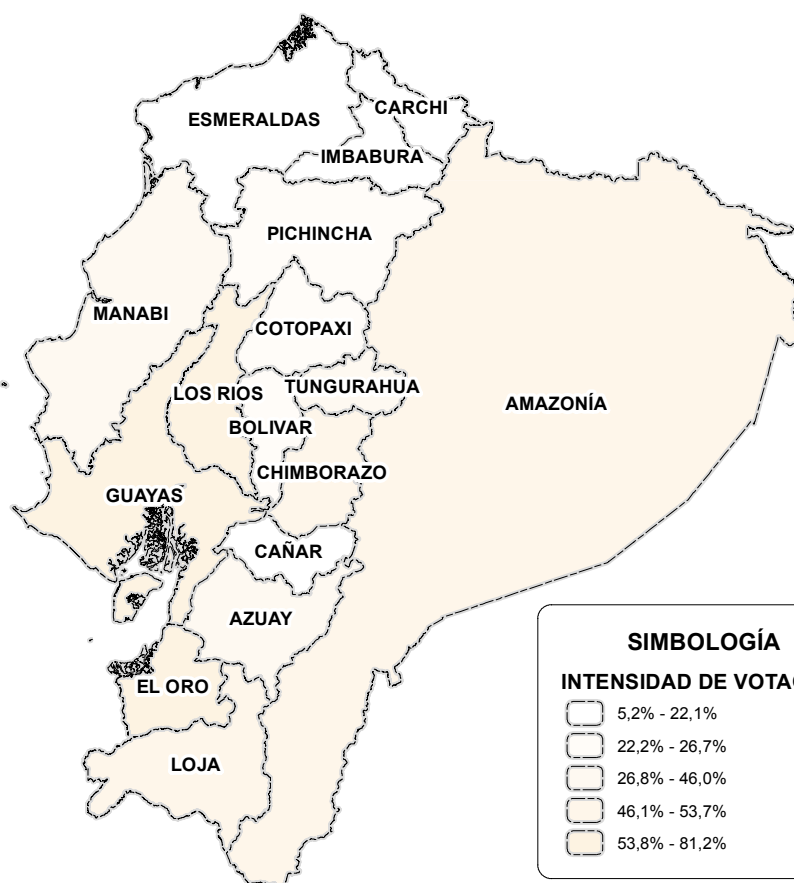 CARCHI
ESMERALDAS
IMBABURA
PICHINCHA
MANABI
COTOPAXI
LOS RIOS
TUNGURAHUA
AMAZONÍA
BOLIVAR
CHIMBORAZO
GUAYAS
CAÑAR
AZUAY
EL ORO
LOJA
SIMBOLOGÍA
INTENSIDAD DE
5,2% - 22,1%
22,2% - 26,7%
26,8% - 46,0%
46,1% - 53,7%
53,8% - 81,2%